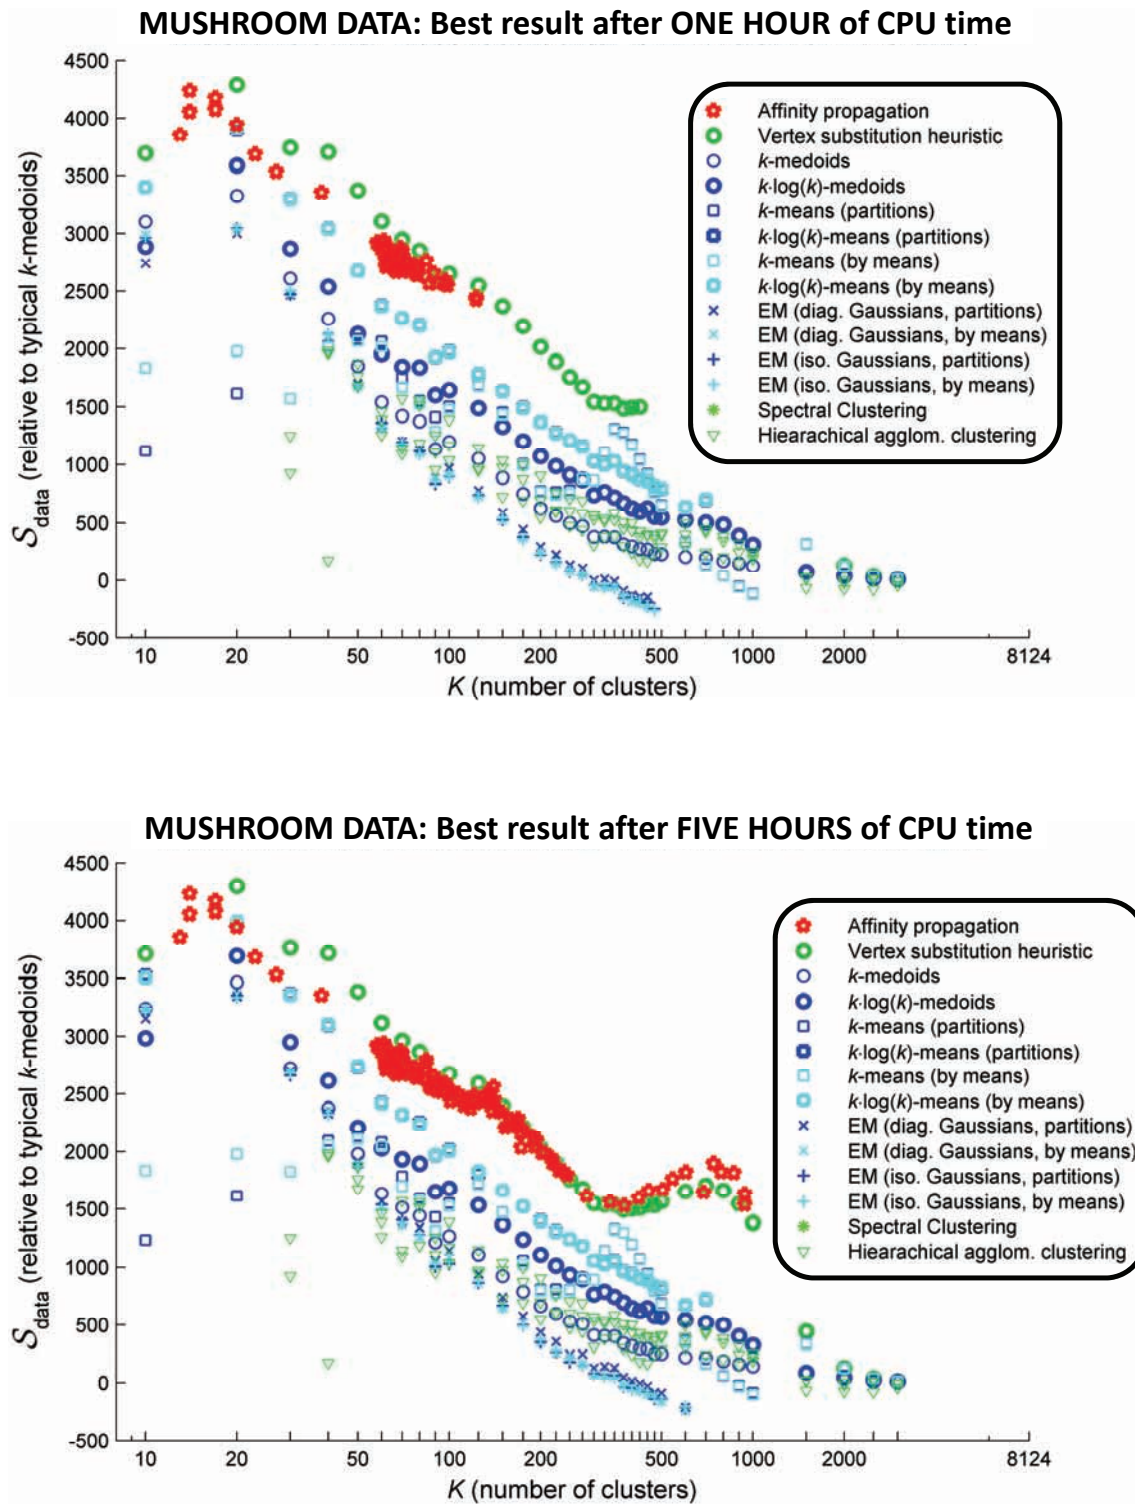 MUSHROOM DATA: Best result after ONE HOUR of CPU time
4500
4000
3500
3000
2500
2000
1500
1000
500
0
-500
S data (relative to typical k-medoids)
Affinity propagation
Vertex substitution heuristic
k-medoids
k·log(k)-medoids
k-means (partitions)
k·log(k)-means (partitions)
k-means (by means)
k·log(k)-means (by means)
EM (diag. Gaussians, partitions)
EM (diag. Gaussians, by means)
EM (iso. Gaussians, partitions)
EM (iso. Gaussians, by means)
Spectral Clustering
Hiearachical agglom. clustering
10 20 50 100 200 500 1000 2000 8124
K (number of clusters)
MUSHROOM DATA: Best result after FIVE HOURS of CPU time
4500
4000
3500
3000
2500
2000
1500
1000
500
0
-500
S data (relative to typical k-medoids)
Affinity propagation
Vertex substitution heuristic
k-medoids
k·log(k)-medoids
k-means (partitions)
k·log(k)-means (partitions)
k-means (by means)
k·log(k)-means (by means)
EM (diag. Gaussians, partitions)
EM (diag. Gaussians, by means)
EM (iso. Gaussians, partitions)
EM (iso. Gaussians, by means)
Spectral Clustering
Hiearachical agglom. clustering
10 20 50 100 200 500 1000 2000 8124
K (number of clusters)